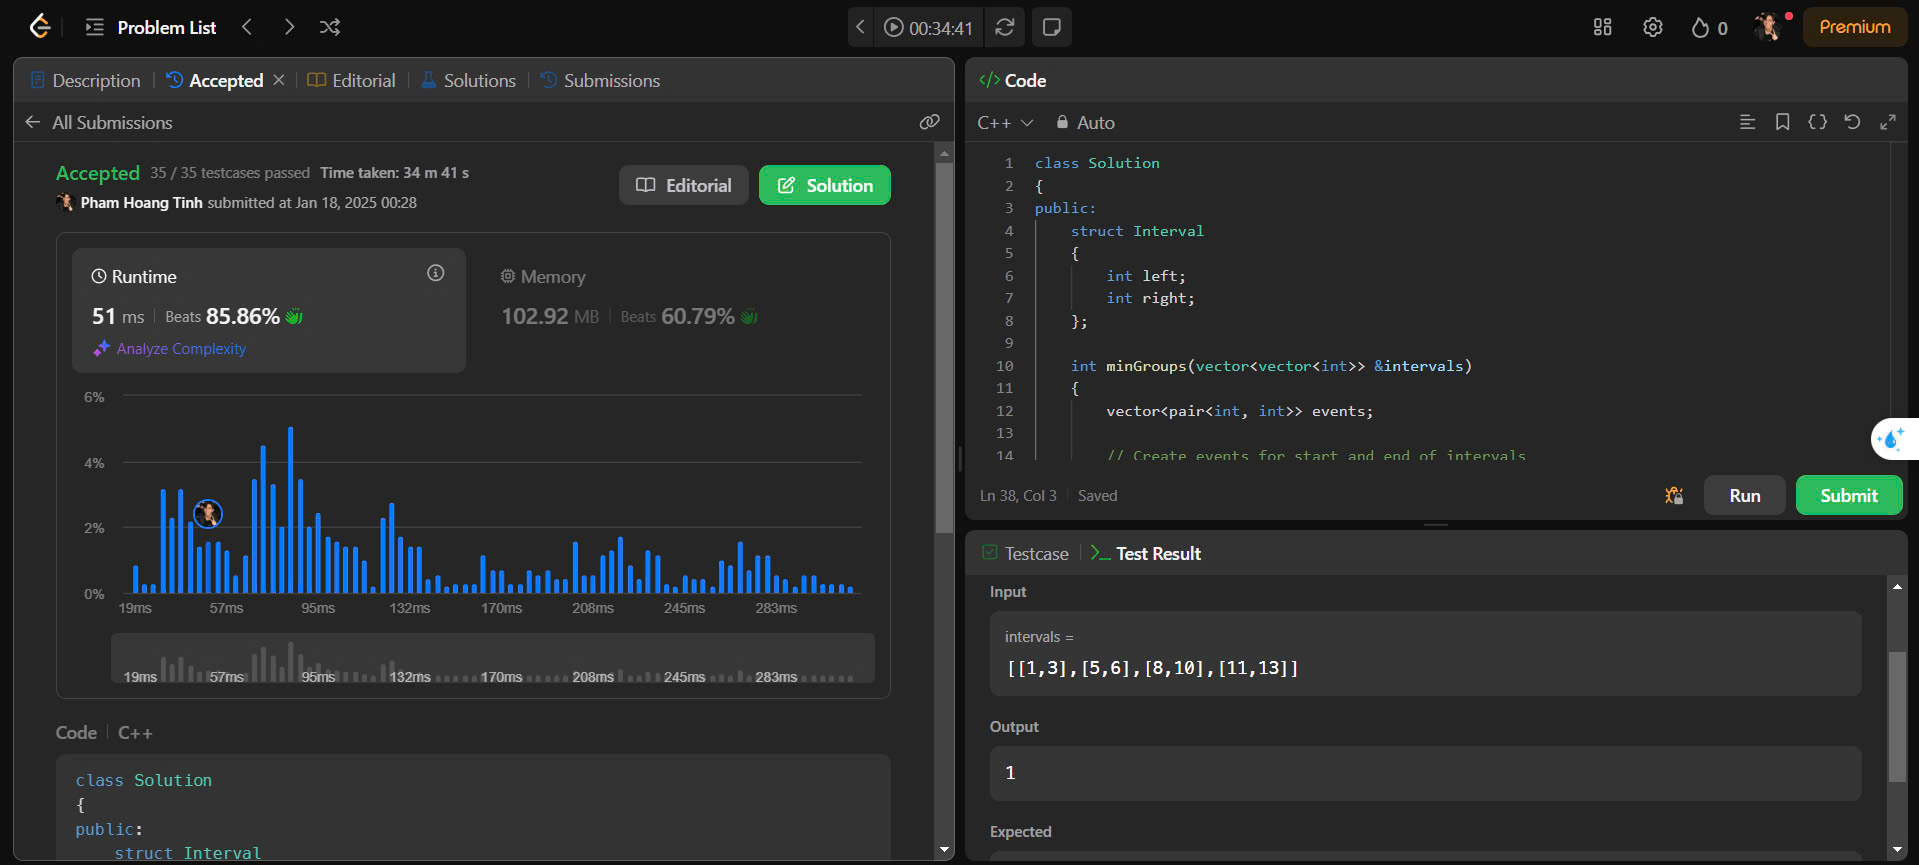 Problem List
00:34:41
0
Premium
Description
Accepted
Editorial
Solutions
Submissions
All Submissions
Accepted 35 / 35 testcases passed Time taken: 34 m 41 s
Pham Hoang Tinh submitted at Jan 18, 2025 00:28
Editorial
Solution
Runtime
51 ms Beats 85.86%
Analyze Complexity
Memory
102.92 MB Beats 60.79%
6%
4%
2%
0%
19ms 57ms 95ms 132ms 170ms 208ms 245ms 283ms
19ms 57ms 95ms 132ms 170ms 208ms 245ms 283ms
Code C++
class Solution
{
public:
struct Interval
</> Code
C++ Auto
1 class Solution
2 {
3 public:
4 struct Interval
5 {
6 int left;
7 int right;
8 };
9
10 int minGroups(vector<vector<int>> &intervals)
11 {
12 vector<pair<int, int>> events;
13
14 // Create events for start and end of intervals
Ln 38, Col 3 Saved
Run
Submit
Testcase
Test Result
Input
intervals =
[[1,3],[5,6],[8,10],[11,13]]
Output
1
Expected